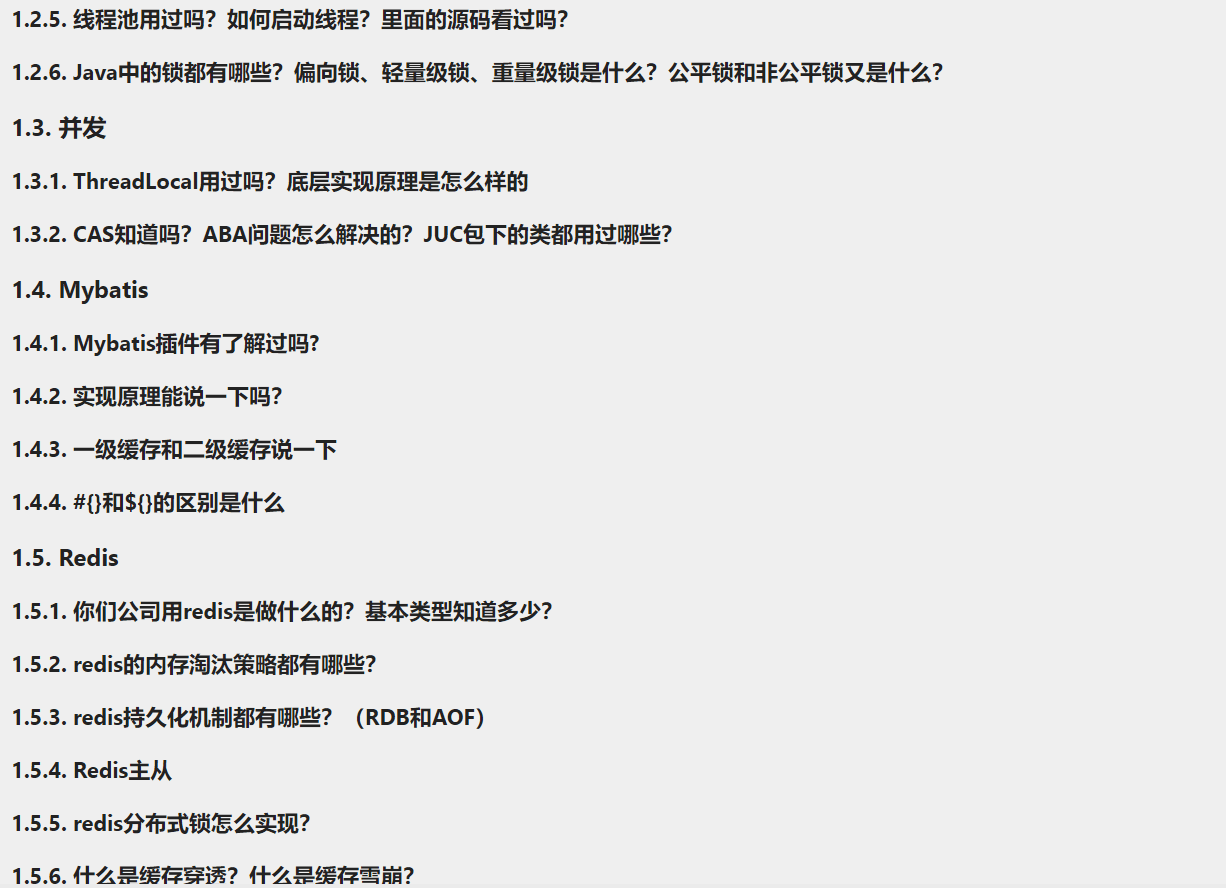 1.2.5. 线程池用过吗？如何启动线程？里面的源码看过吗？
1.2.6. Java中的锁都有哪些？偏向锁、轻量级锁、重量级锁是什么？公平锁和非公平锁又是什么？
1.3. 并发
1.3.1. ThreadLocal用过吗？底层实现原理是怎么样的
1.3.2. CAS知道吗？ABA问题怎么解决的？JUC包下的类都用过哪些？
1.4. Mybatis
1.4.1. Mybatis插件有了解过吗?
1.4.2. 实现原理能说一下吗？
1.4.3. 一级缓存和二级缓存说一下
1.4.4. #{}和${}的区别是什么
1.5. Redis
1.5.1. 你们公司用redis是做什么的？基本类型知道多少？
1.5.2. redis的内存淘汰策略都有哪些？
1.5.3. redis持久化机制都有哪些？（RDB和AOF）
1.5.4. Redis主从
1.5.5. redis分布式锁怎么实现？
1.5.6. 什么是缓存穿透？什么是缓存雪崩？